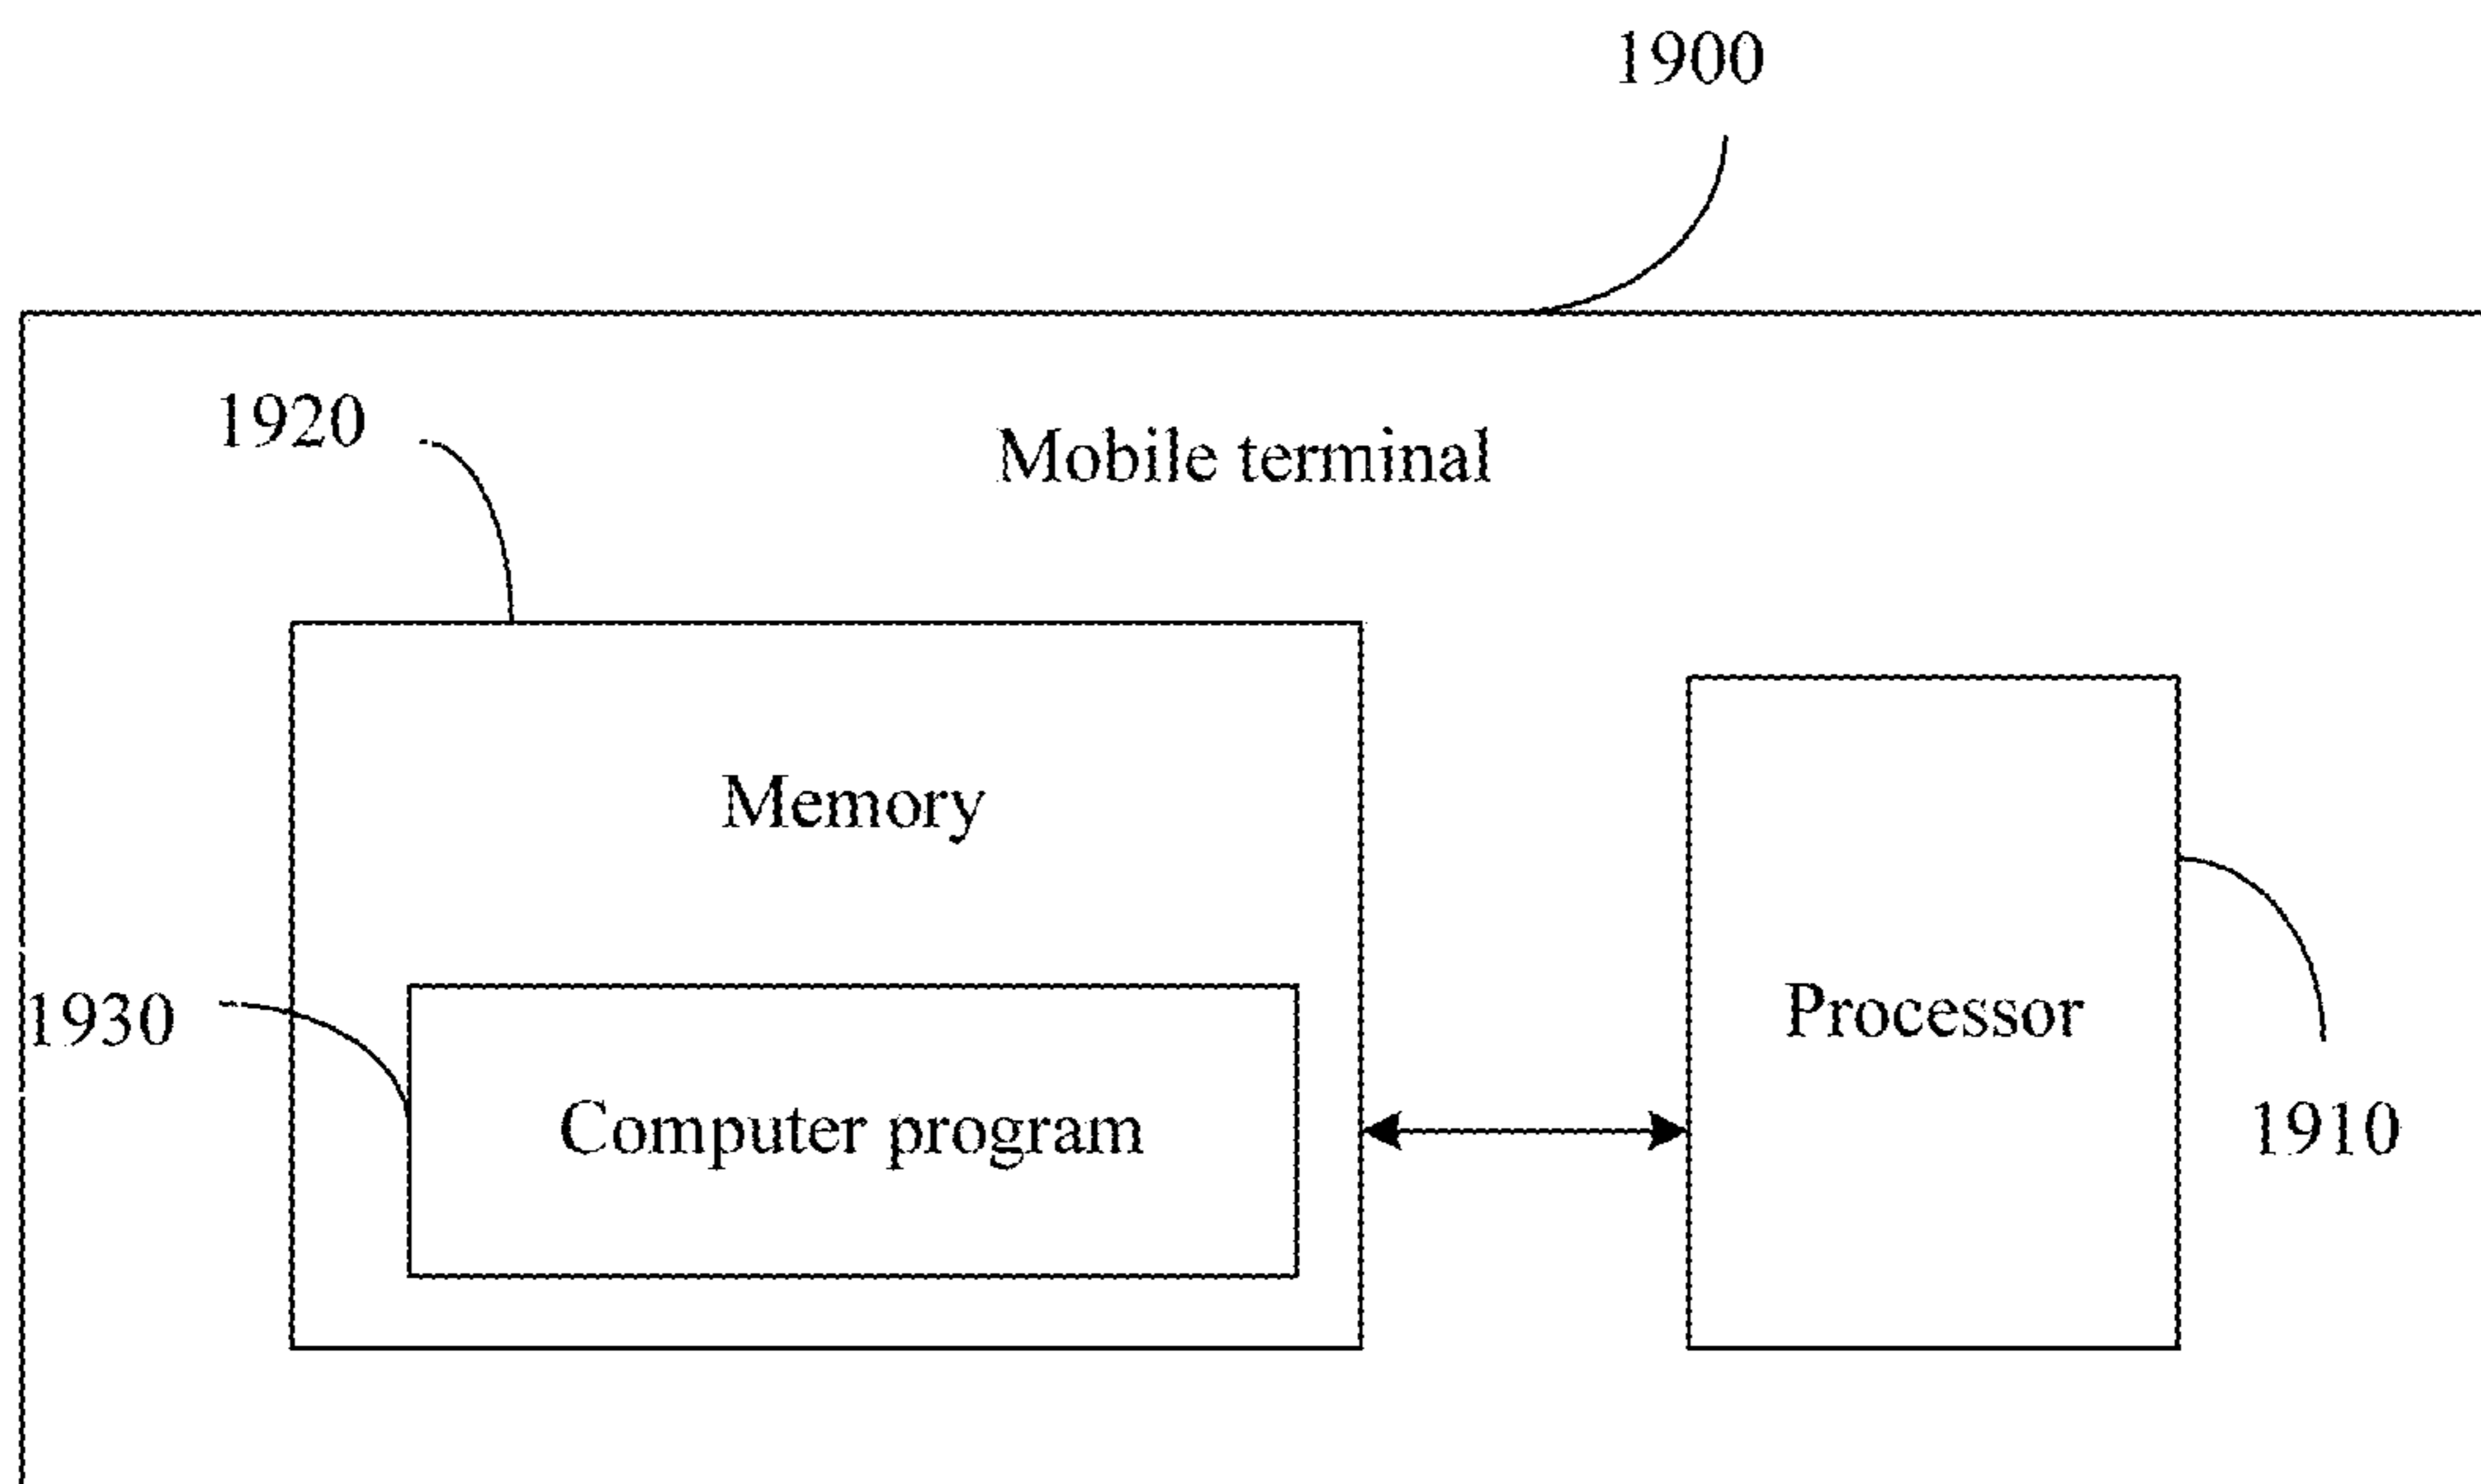 1900
1920
Mobile terminal
Memory
1930
Processor
Computer program
1910